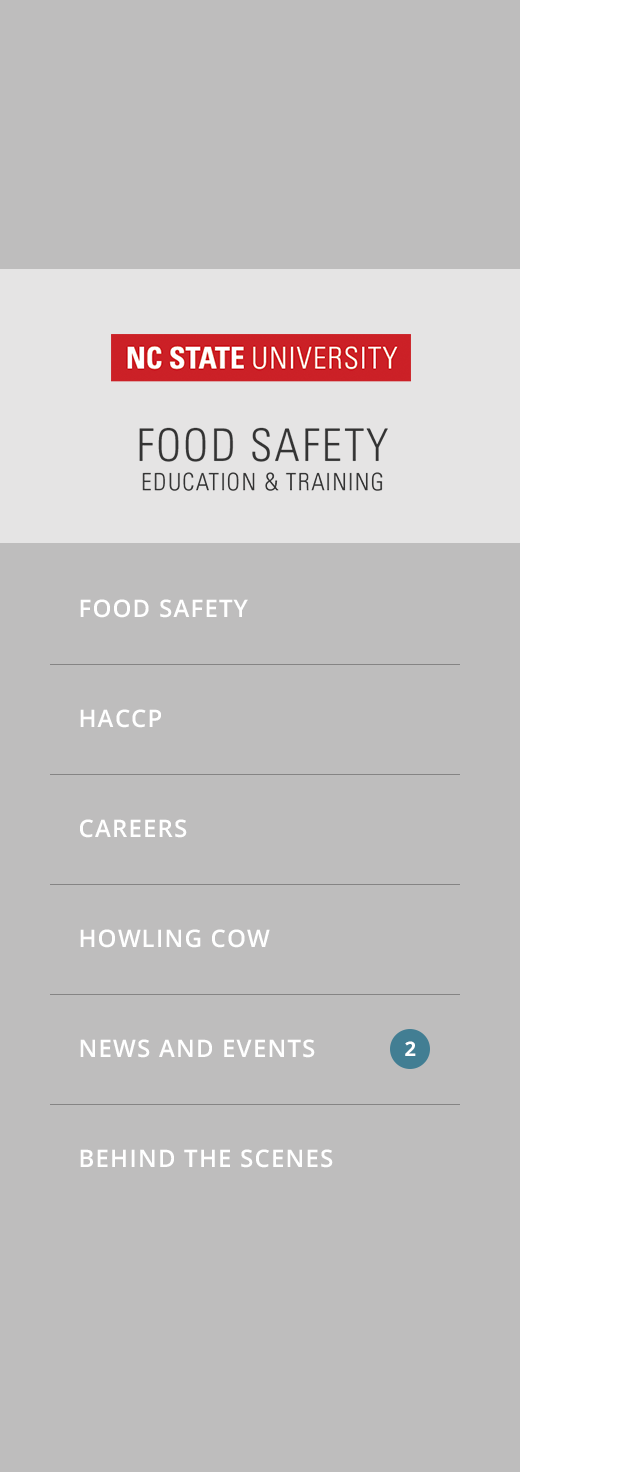 NC STATE UNIVERSITY
FOOD SAFETY
EDUCATION & TRAINING
FOOD SAFETY
HACCP
CAREERS
HOWLING COW
NEWS AND EVENTS 2
BEHIND THE SCENES